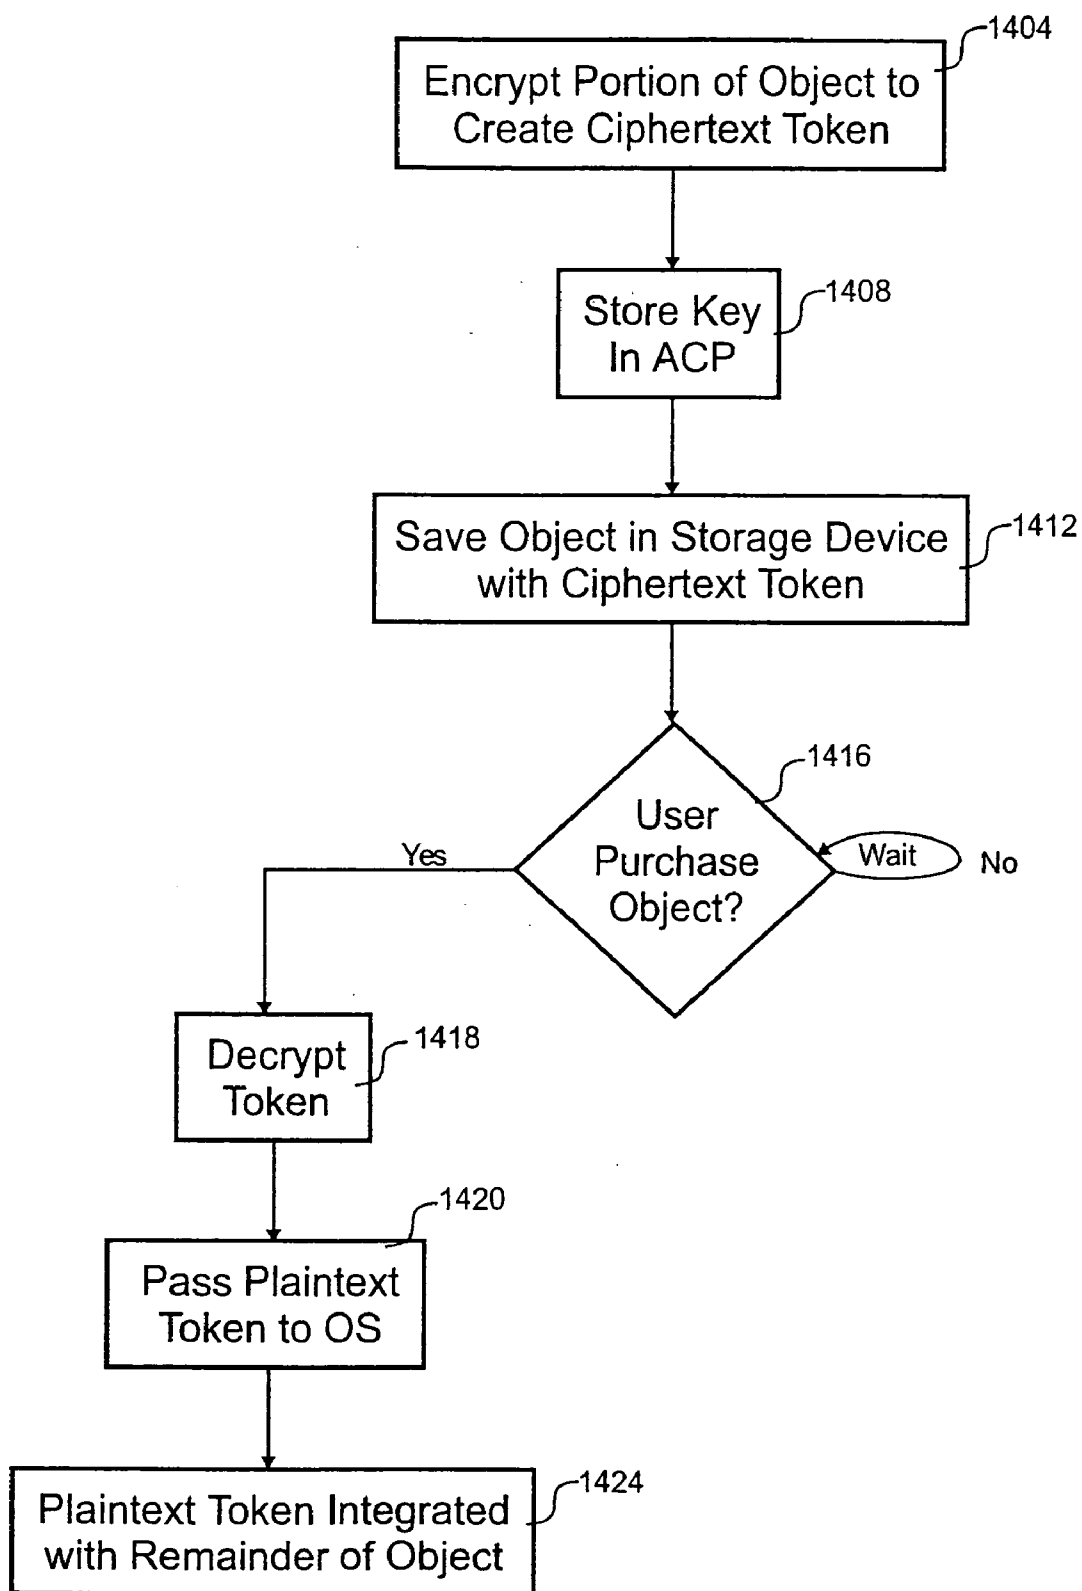 1404
Encrypt Portion of Object to
Create Ciphertext Token
1408
Store Key
In ACP
1412
Save Object in Storage Device
with Ciphertext Token
1416
User
Purchase
Object?
Yes
Wait
No
1418
Decrypt
Token
1420
Pass Plaintext
Token to OS
1424
Plaintext Token Integrated
with Remainder of Object